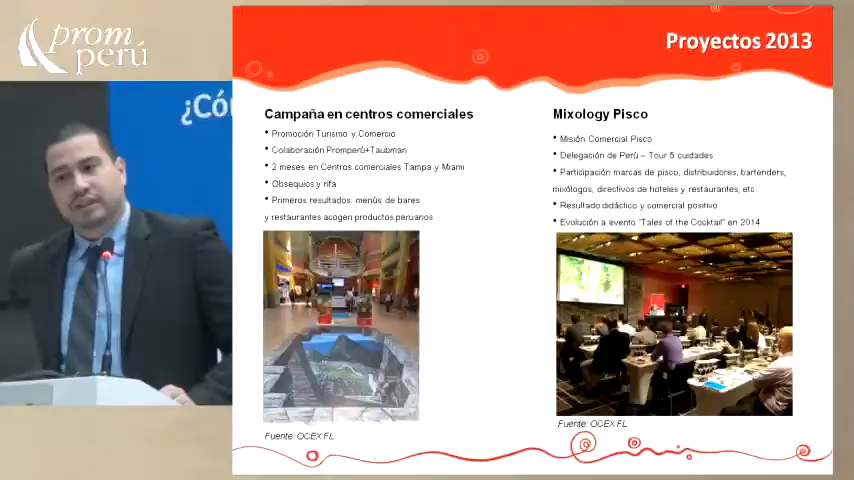 prom
perú
¿Cóm
Proyectos 2013
Campaña en centros comerciales
• Promoción Turismo y Comercio
• Colaboración Promperú+Taubman
• 2 meses en Centros comerciales Tampa y Miami
• Obsequios y rifa
• Primeros resultados: menús de bares
y restaurantes acogen productos peruanos
Fuente: OCEX FL
Mixology Pisco
• Misión Comercial Pisco
• Delegación de Perú – Tour 5 cuidades
• Participación marcas de pisco, distribuidores, bartenders,
mixólogos, directivos de hoteles y restaurantes, etc
• Resultado didáctico y comercial positivo
• Evolución a evento "Tales of the Cocktail" en 2014
Fuente: OCEX FL